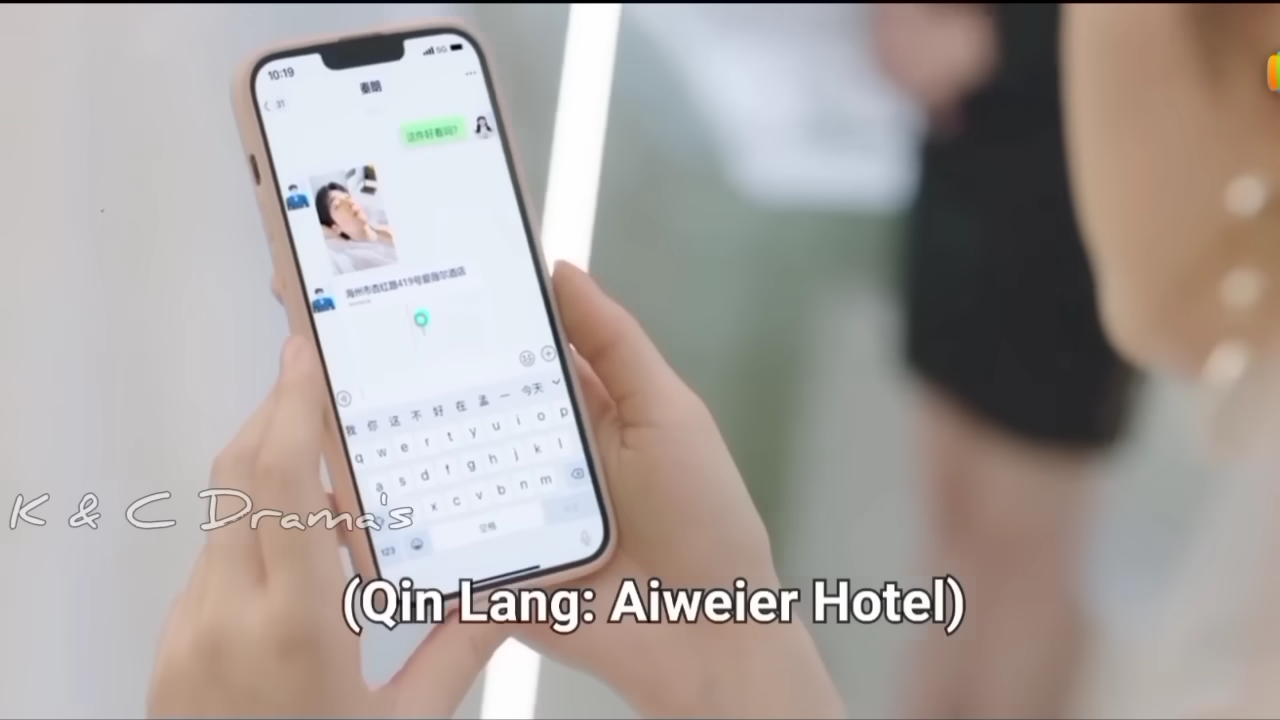 10:19
5G
31
秦朗
这件好看吗?
海州市杏红路419号爱薇尔酒店
我 你 这 不 好 在 孟 一 今天
q w e r t y u i o p
a s d f g h j k l
x c v b n m
123
空格
K & C Drama's
(Qin Lang: Aiweier Hotel)